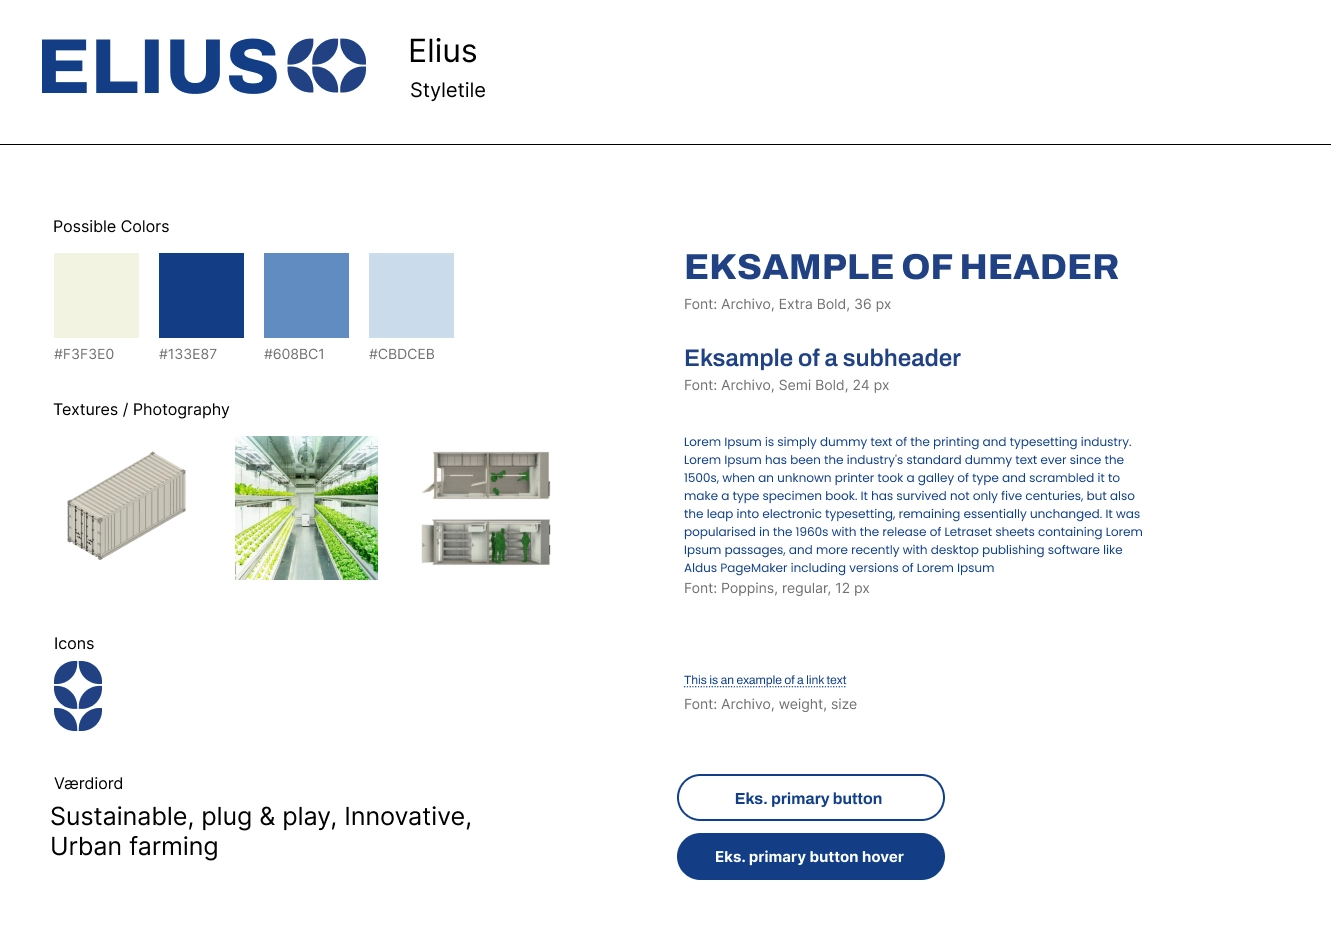 ELIUS
Elius
Styletile
Possible Colors
#F3F3E0 #133E87 #608BC1 #CBDCEB
Textures / Photography
Icons
Værdiord
Sustainable, plug & play, Innovative,
Urban farming
EKSAMPLE OF HEADER
Font: Archivo, Extra Bold, 36 px
Eksample of a subheader
Font: Archivo, Semi Bold, 24 px
Lorem Ipsum is simply dummy text of the printing and typesetting industry.
Lorem Ipsum has been the industry's standard dummy text ever since the
1500s, when an unknown printer took a galley of type and scrambled it to
make a type specimen book. It has survived not only five centuries, but also
the leap into electronic typesetting, remaining essentially unchanged. It was
popularised in the 1960s with the release of Letraset sheets containing Lorem
Ipsum passages, and more recently with desktop publishing software like
Aldus PageMaker including versions of Lorem Ipsum
Font: Poppins, regular, 12 px
This is an example of a link text
Font: Archivo, weight, size
Eks. primary button
Eks. primary button hover